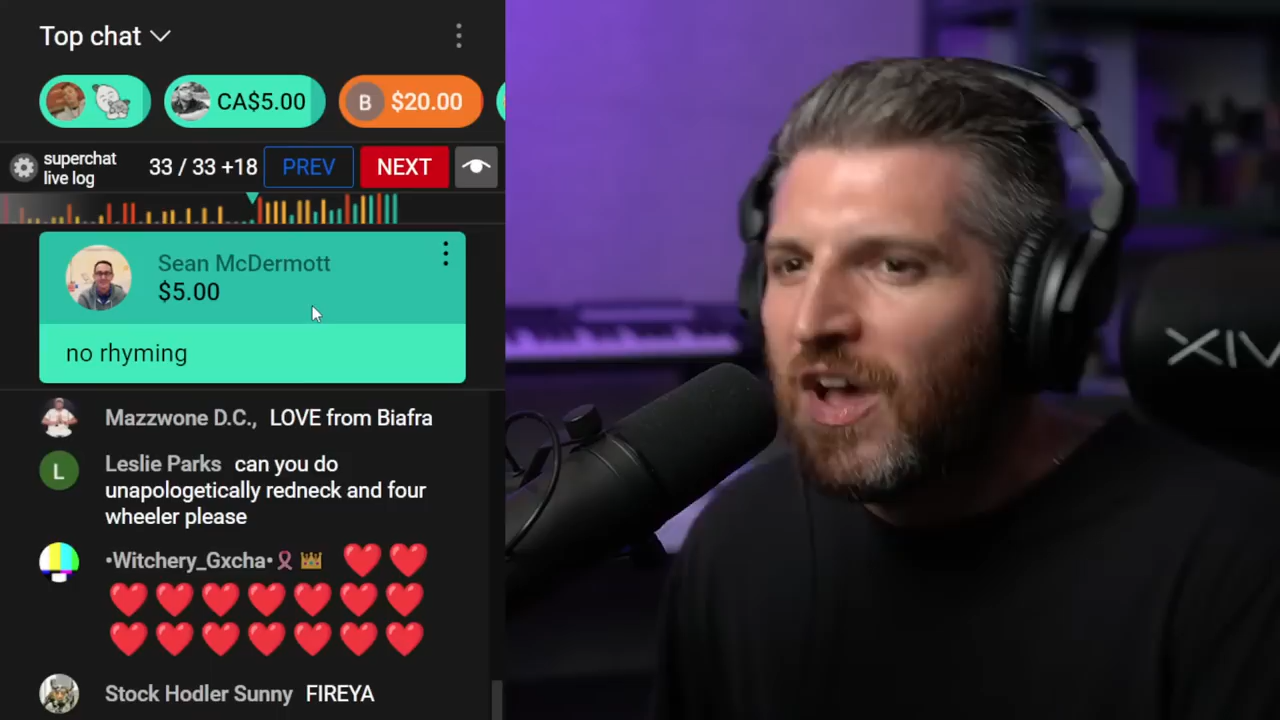 Top chat
CA$5.00
B $20.00
superchat
live log
33 / 33 +18
PREV
NEXT
Sean McDermott
$5.00
no rhyming
Mazzwone D.C., LOVE from Biafra
L
Leslie Parks can you do
unapologetically redneck and four
wheeler please
•Witchery_Gxcha•
Stock Hodler Sunny FIREYA
XIV